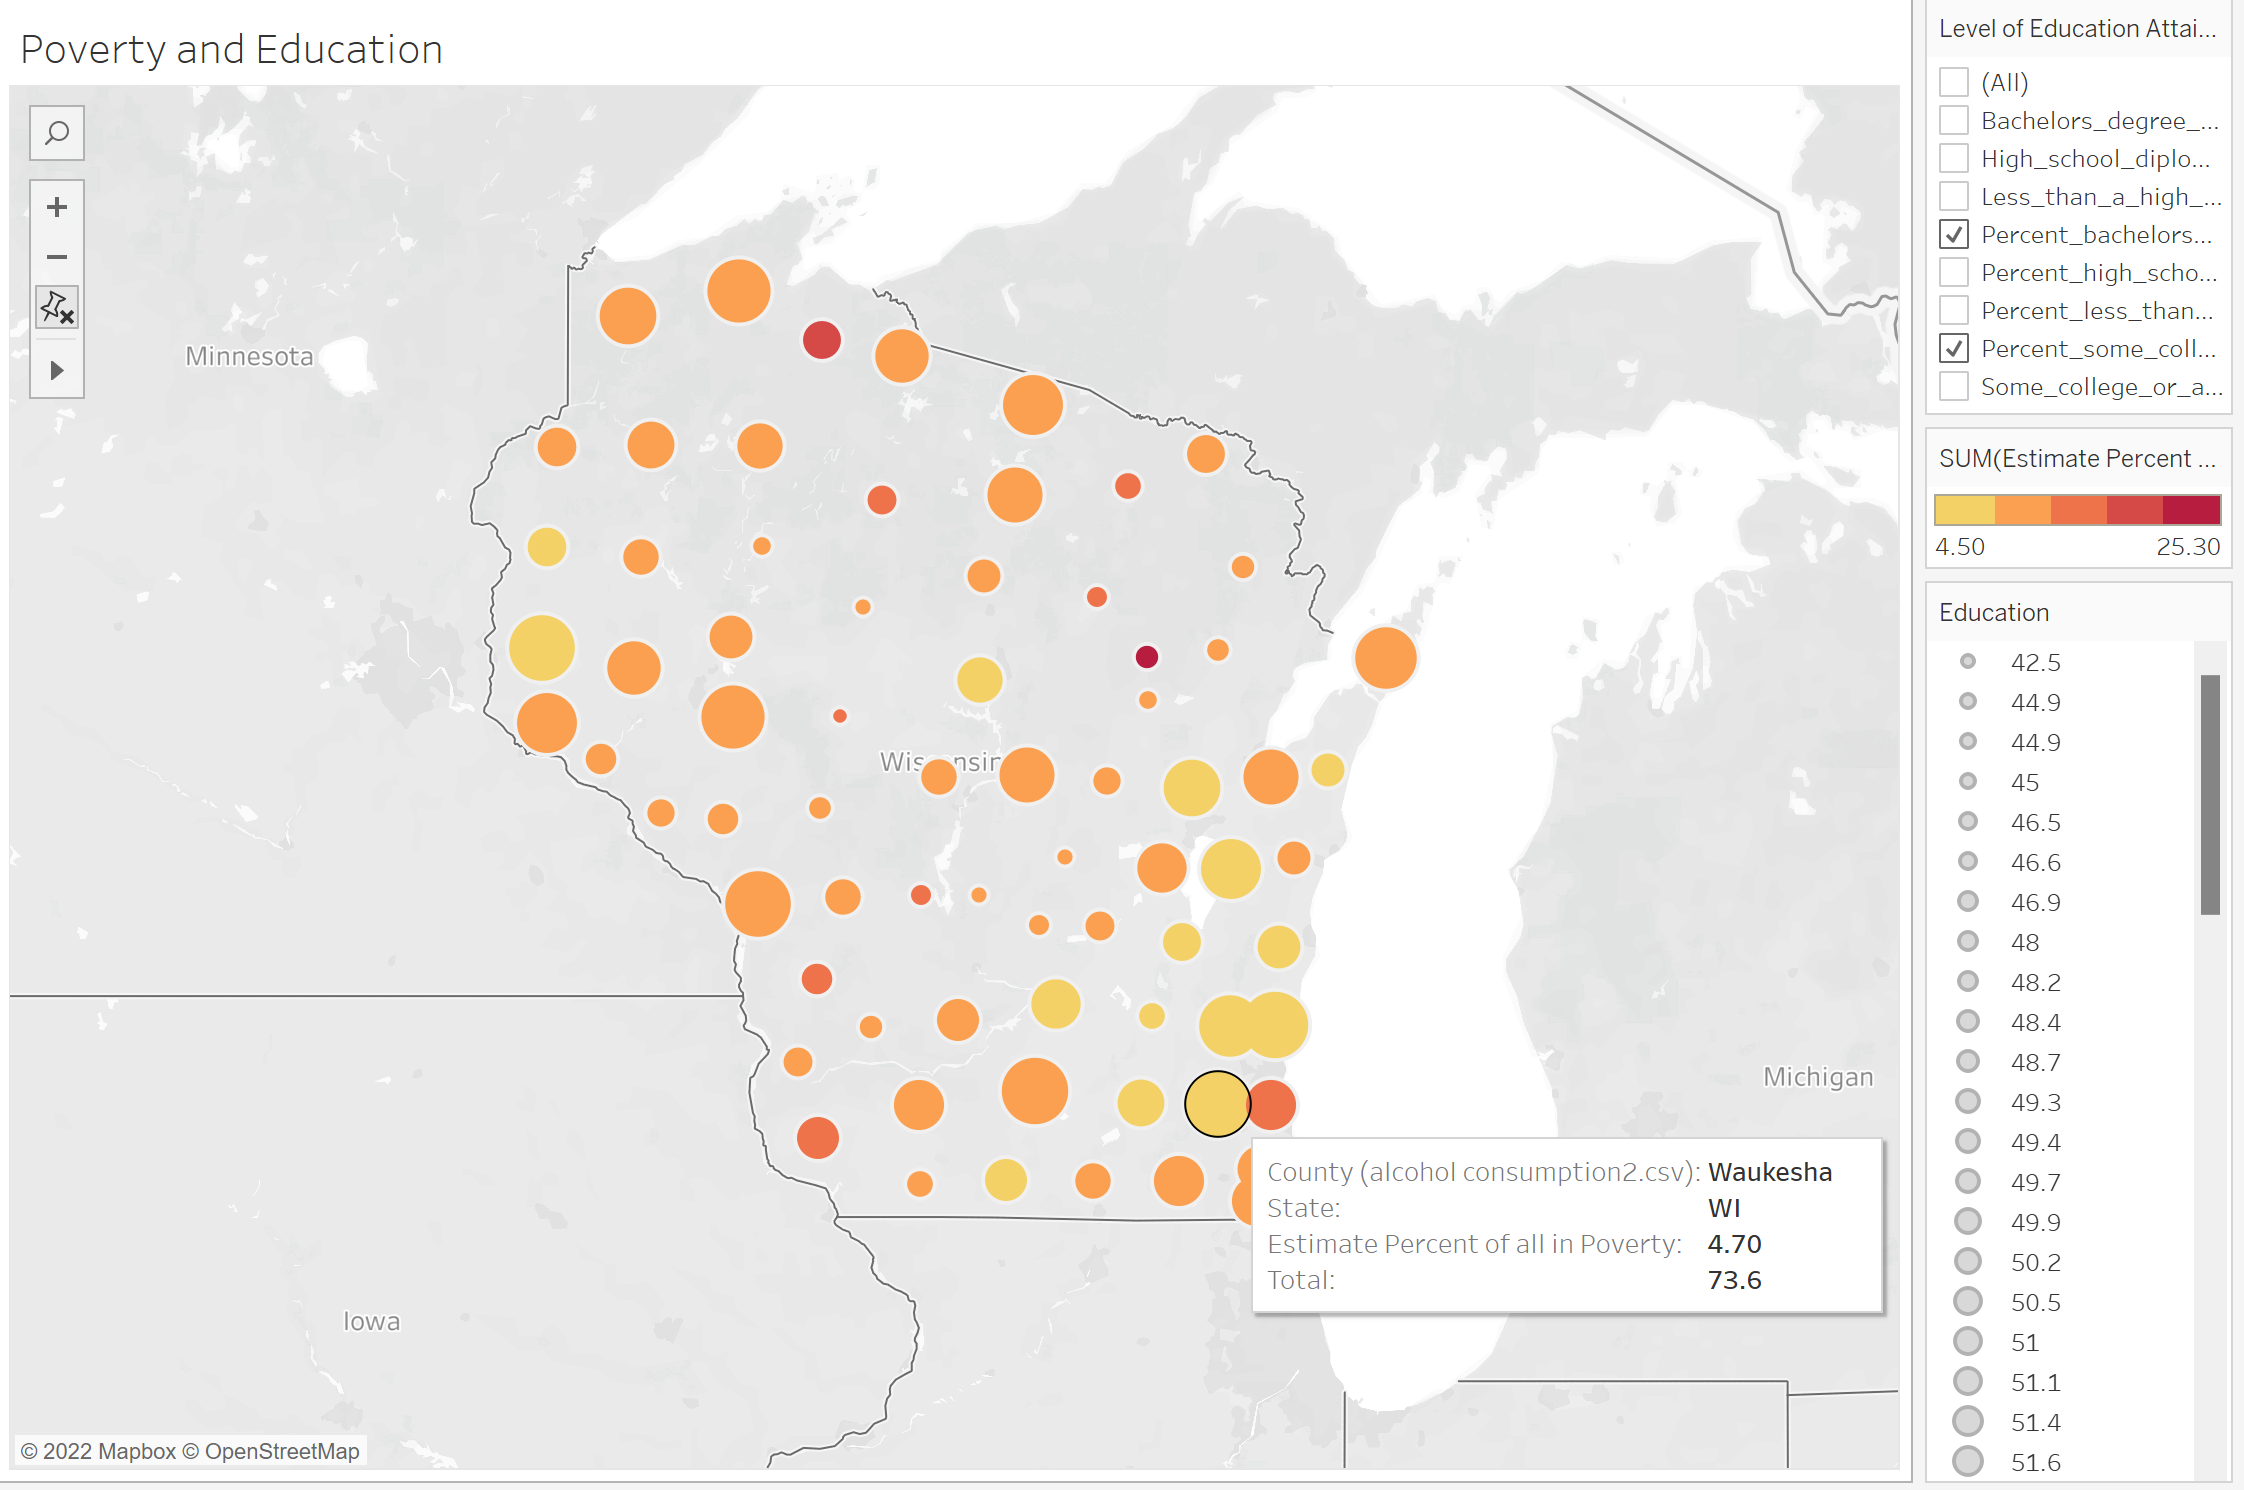 Poverty and Education
Minnesota
Wisconsin
Michigan
Iowa
County (alcohol consumption2.csv): Waukesha
State: WI
Estimate Percent of all in Poverty: 4.70
Total: 73.6
© 2022 Mapbox © OpenStreetMap
Level of Education Attai...
(All)
Bachelors_degree_...
High_school_diplo...
Less_than_a_high_...
Percent_bachelors...
Percent_high_scho...
Percent_less_than...
Percent_some_coll...
Some_college_or_a...
SUM(Estimate Percent ...
4.50 25.30
Education
42.5
44.9
44.9
45
46.5
46.6
46.9
48
48.2
48.4
48.7
49.3
49.4
49.7
49.9
50.2
50.5
51
51.1
51.4
51.6